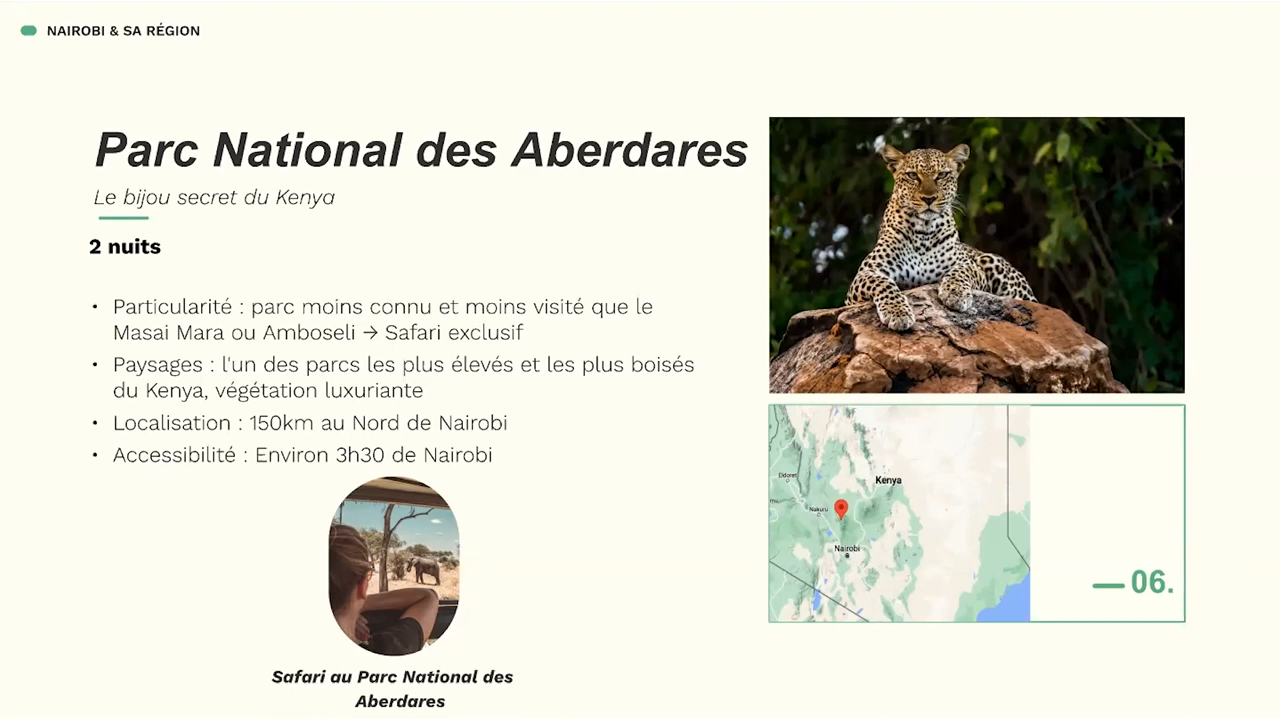 NAIROBI & SA RÉGION
Parc National des Aberdares
Le bijou secret du Kenya
2 nuits
• Particularité : parc moins connu et moins visité que le
Masai Mara ou Amboseli → Safari exclusif
• Paysages : l'un des parcs les plus élevés et les plus boisés
du Kenya, végétation luxuriante
• Localisation : 150km au Nord de Nairobi
• Accessibilité : Environ 3h30 de Nairobi
Safari au Parc National des
Aberdares
Eldoret
Kenya
Nakuru
Nairobi
06.